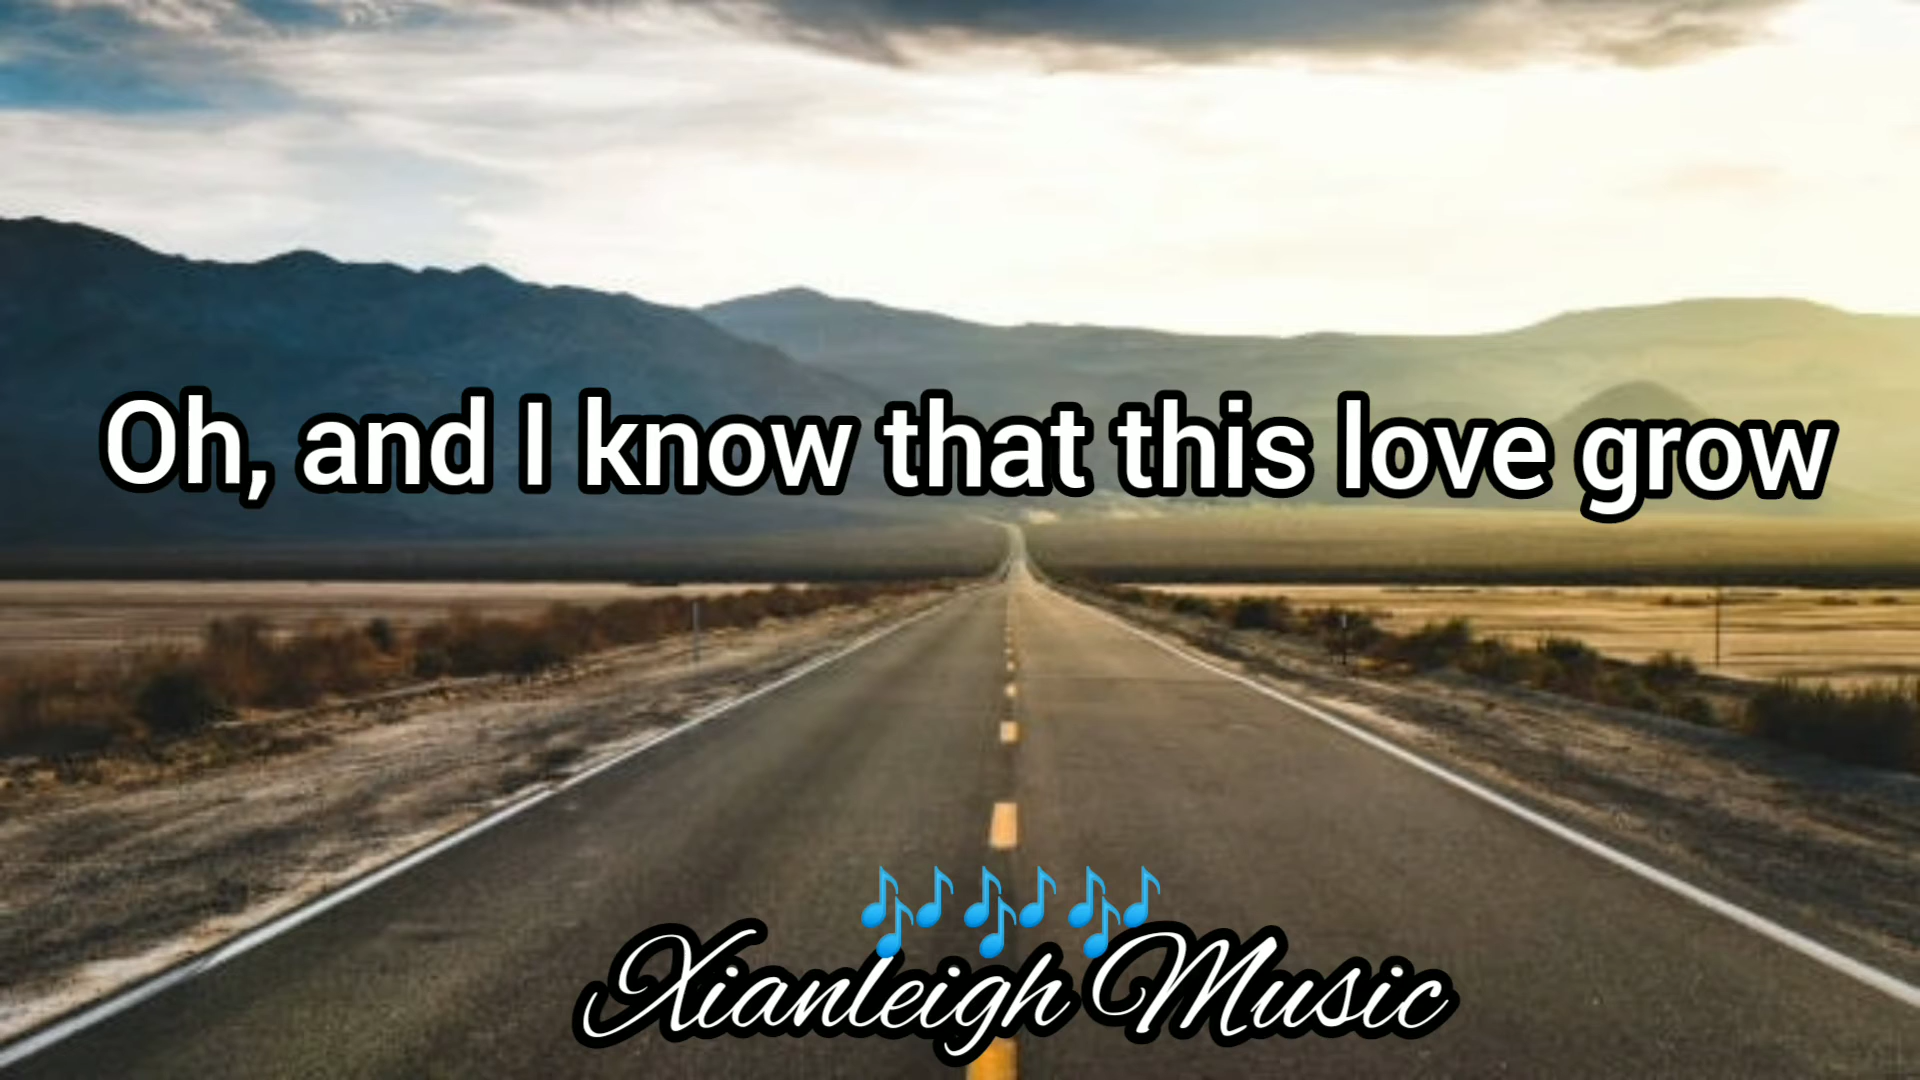 Oh, and I know that this love grow
🎶🎶🎶
Xianleigh Music